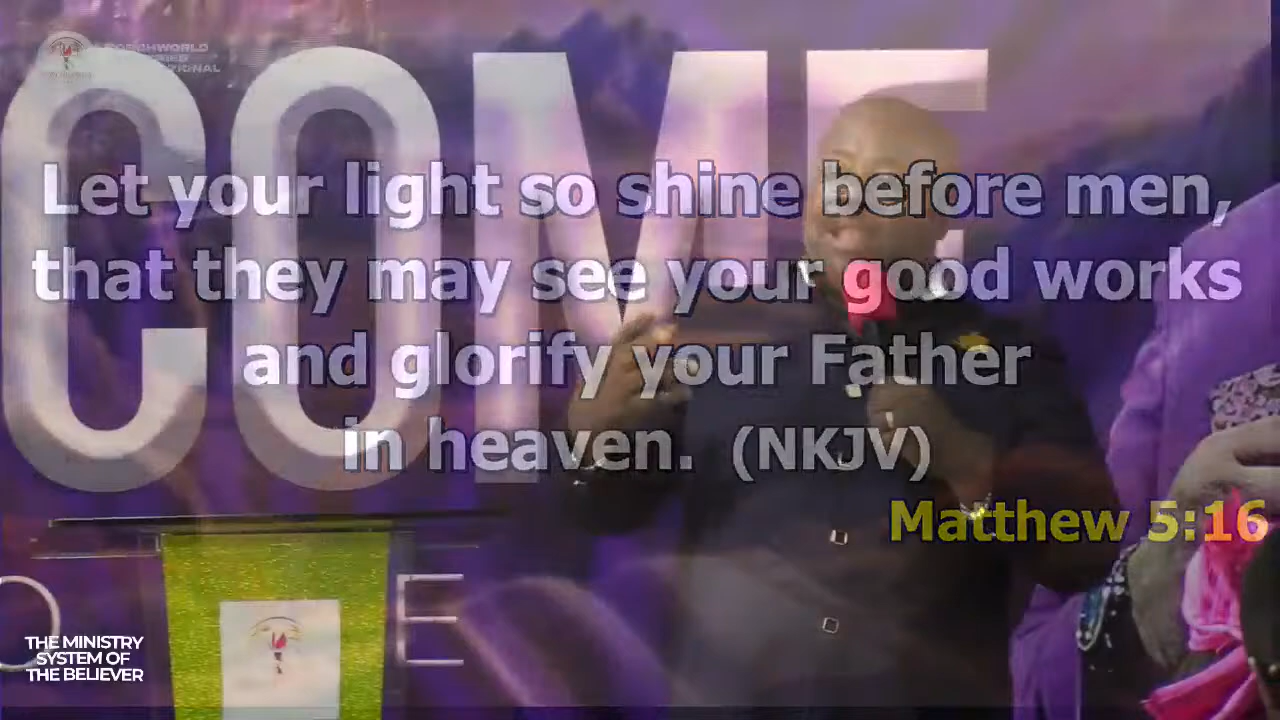 COME
Let your light so shine before men,
that they may see your good works
and glorify your Father
in heaven. (NKJV)
Matthew 5:16
THE MINISTRY
SYSTEM OF
THE BELIEVER